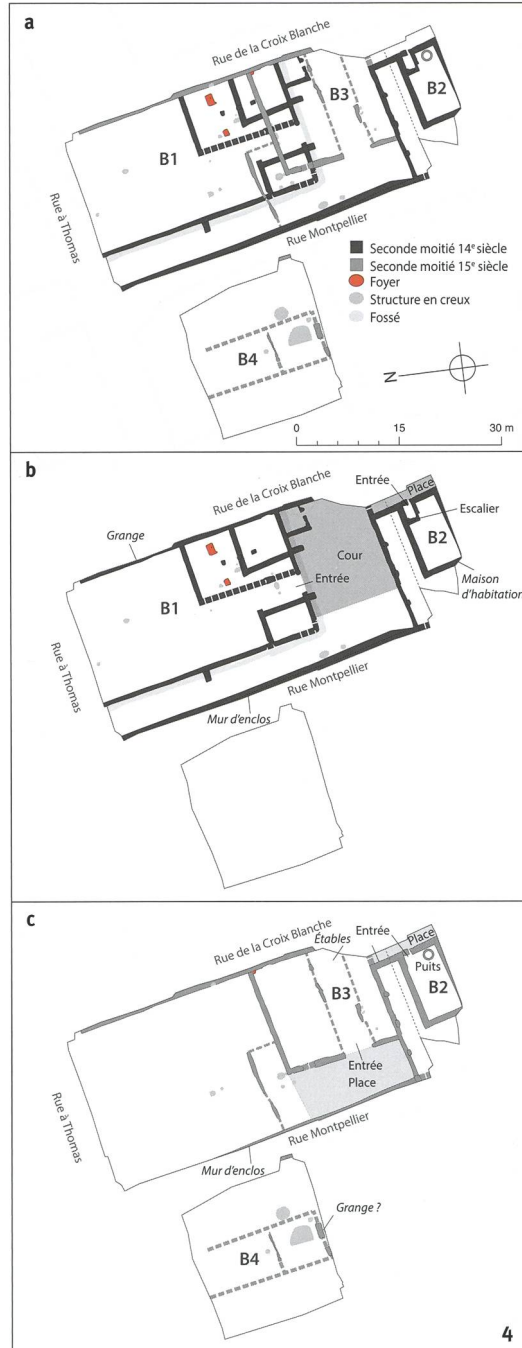 a
Rue de la Croix Blanche
B3
B2
B1
Rue à Thomas
Rue Montpellier
Seconde moitié 14e siècle
Seconde moitié 15e siècle
Foyer
Structure en creux
Fossé
B4
N
0 15 30 m
b
Rue de la Croix Blanche
Entrée
Place
Grange
Escalier
Cour
B2
B1
Entrée
Maison
d'habitation
Rue à Thomas
Rue Montpellier
Mur d'enclos
c
Rue de la Croix Blanche
Étables
Entrée
Place
Puits
B3
B2
Entrée
Place
Rue à Thomas
Rue Montpellier
Mur d'enclos
Grange ?
B4
4